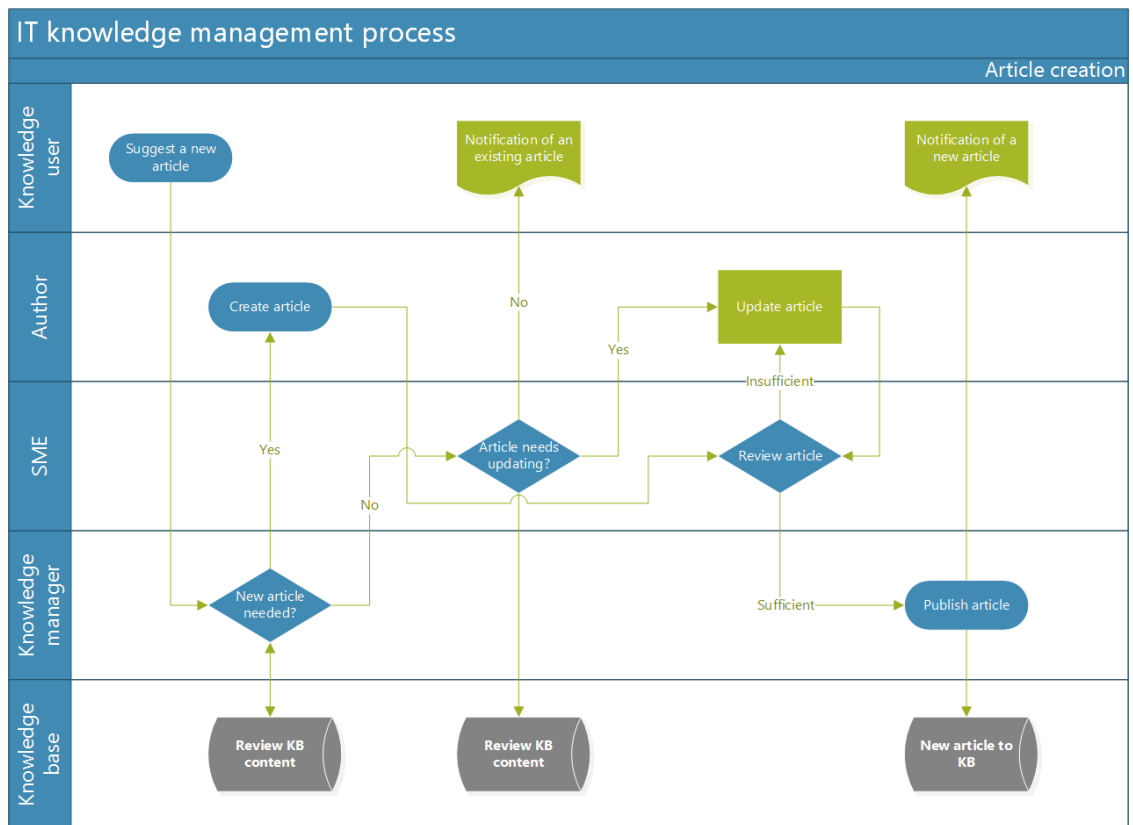 IT knowledge management process
Article creation
Knowledge
user
Suggest a new
article
Notification of an
existing article
Notification of a
new article
Author
Create article
No
Update article
Yes
Insufficient
SME
Yes
Article needs
updating?
Review article
No
Knowledge
manager
New article
needed?
Sufficient
Publish article
Knowledge
base
Review KB
content
Review KB
content
New article to
KB